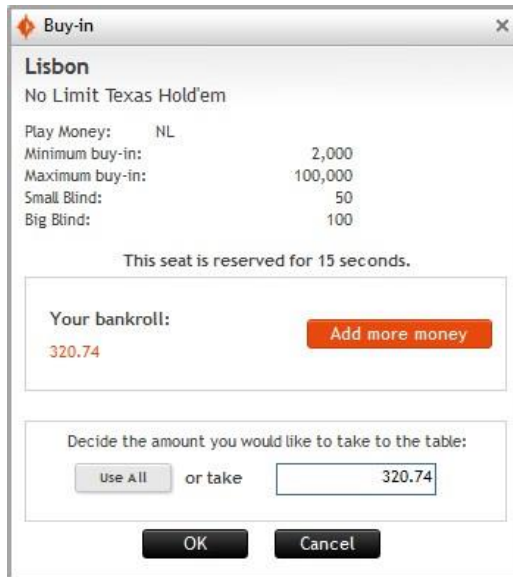 Buy-in
Lisbon
No Limit Texas Hold'em
Play Money: NL
Minimum buy-in: 2,000
Maximum buy-in: 100,000
Small Blind: 50
Big Blind: 100
This seat is reserved for 15 seconds.
Your bankroll:
Add more money
320.74
Decide the amount you would like to take to the table:
Use All or take 320.74
OK Cancel